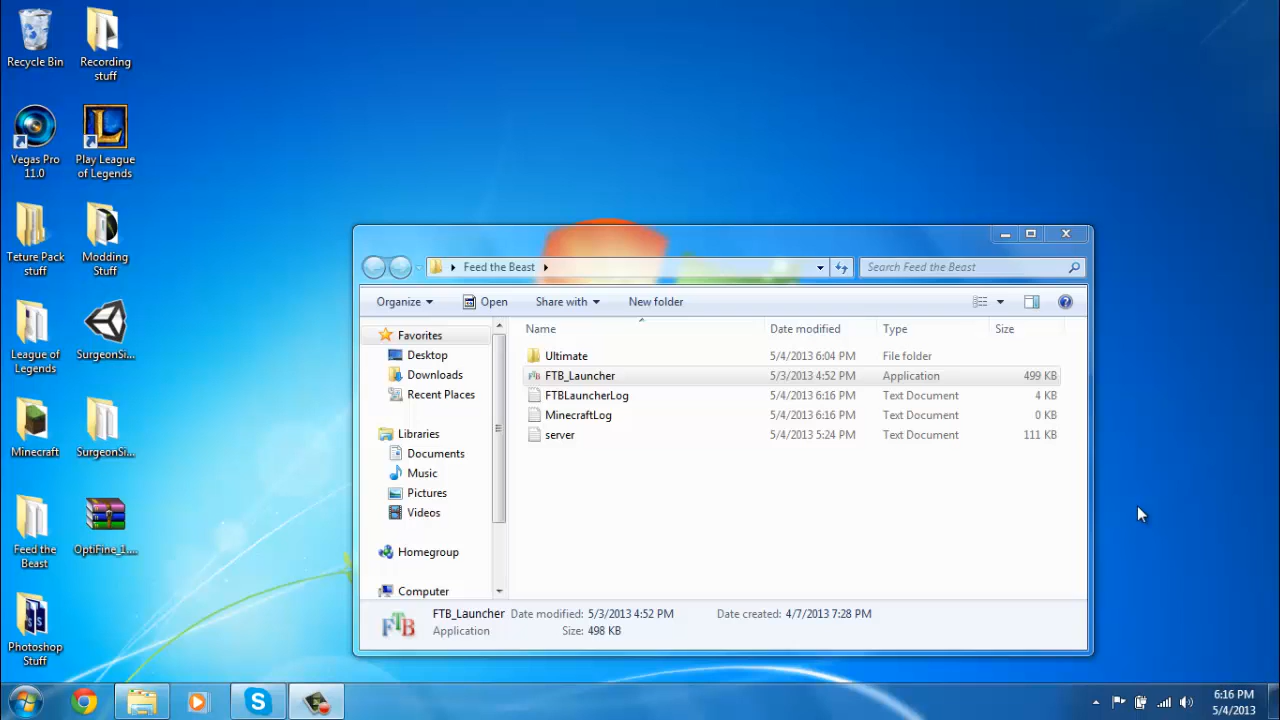 Recycle Bin
Recording
stuff
Vegas Pro
11.0
Play League
of Legends
Teture Pack
stuff
Modding
Stuff
League of
Legends
SurgeonSi...
Minecraft
SurgeonSi...
Feed the
Beast
OptiFine_1....
Photoshop
Stuff
Feed the Beast
Search Feed the Beast
Organize
Open
Share with
New folder
Favorites
Desktop
Downloads
Recent Places
Libraries
Documents
Music
Pictures
Videos
Homegroup
Computer
Name Date modified Type Size
Ultimate 5/4/2013 6:04 PM File folder
FTB_Launcher 5/3/2013 4:52 PM Application 499 KB
FTBLauncherLog 5/4/2013 6:16 PM Text Document 4 KB
MinecraftLog 5/4/2013 6:16 PM Text Document 0 KB
server 5/4/2013 5:24 PM Text Document 111 KB
FTB
FTB_Launcher Date modified: 5/3/2013 4:52 PM Date created: 4/7/2013 7:28 PM
Application Size: 498 KB
6:16 PM
5/4/2013